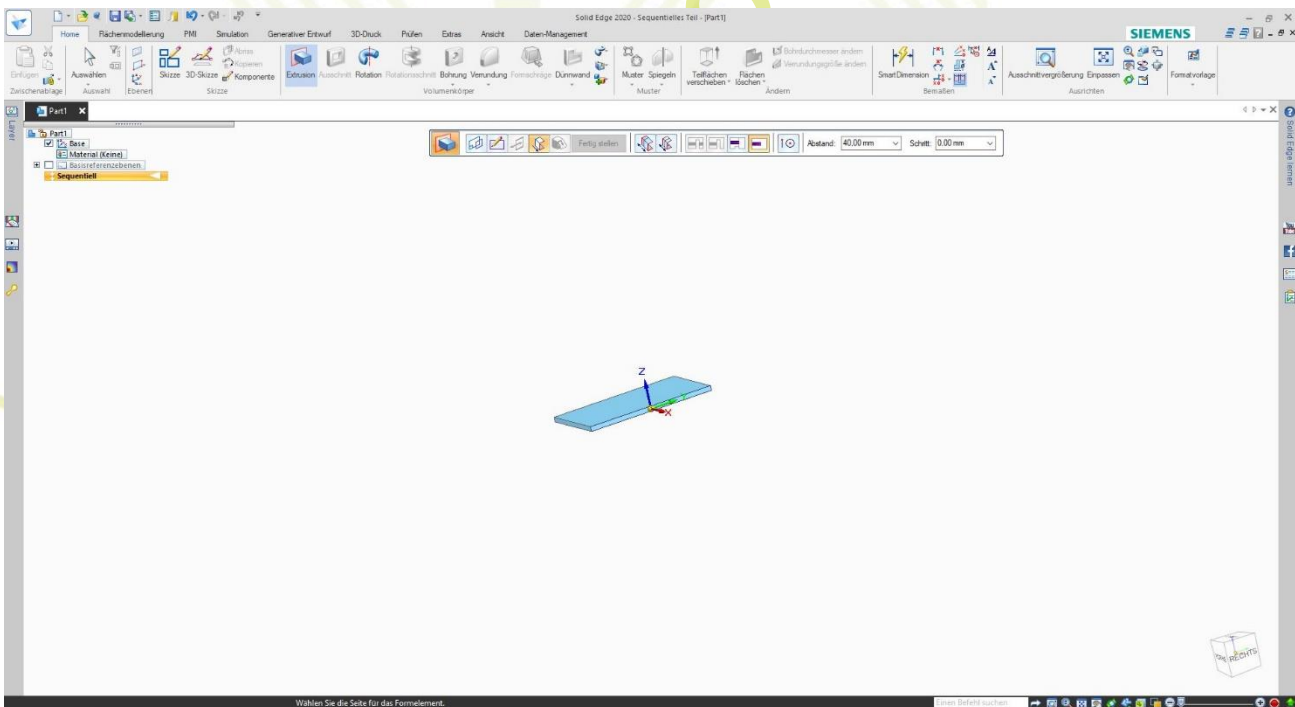 Solid Edge 2020 - Sequentielles Teil - [Part1]
Home Flächenmodellierung PMI Simulation Generativer Entwurf 3D-Druck Prüfen Extras Ansicht Daten-Management
SIEMENS
Abriss
Kopieren
Komponente
Bohrdurchmesser ändern
Verrundungsgröße ändern
Einfügen Auswählen Skizze 3D-Skizze Extrusion Ausschnitt Rotation Rotationsschnitt Bohrung Verrundung Formschräge Dünnwand Muster Spiegeln Teilflächen verschieben Flächen löschen SmartDimension Ausschnittvergrößerung Einpassen Formatvorlage
Zwischenablage Auswahl Ebenen Skizze Volumenkörper Muster Ändern Bemaßen Ausrichten
Part1
Layer
Part1
Base
Material (Keine)
Basisreferenzebenen
Sequentiell
Fertig stellen Abstand: 40.00 mm Schritt: 0.00 mm
Solid Edge lernen
Z
X
RECHTS
Wählen Sie die Seite für das Formelement.
Einen Befehl suchen